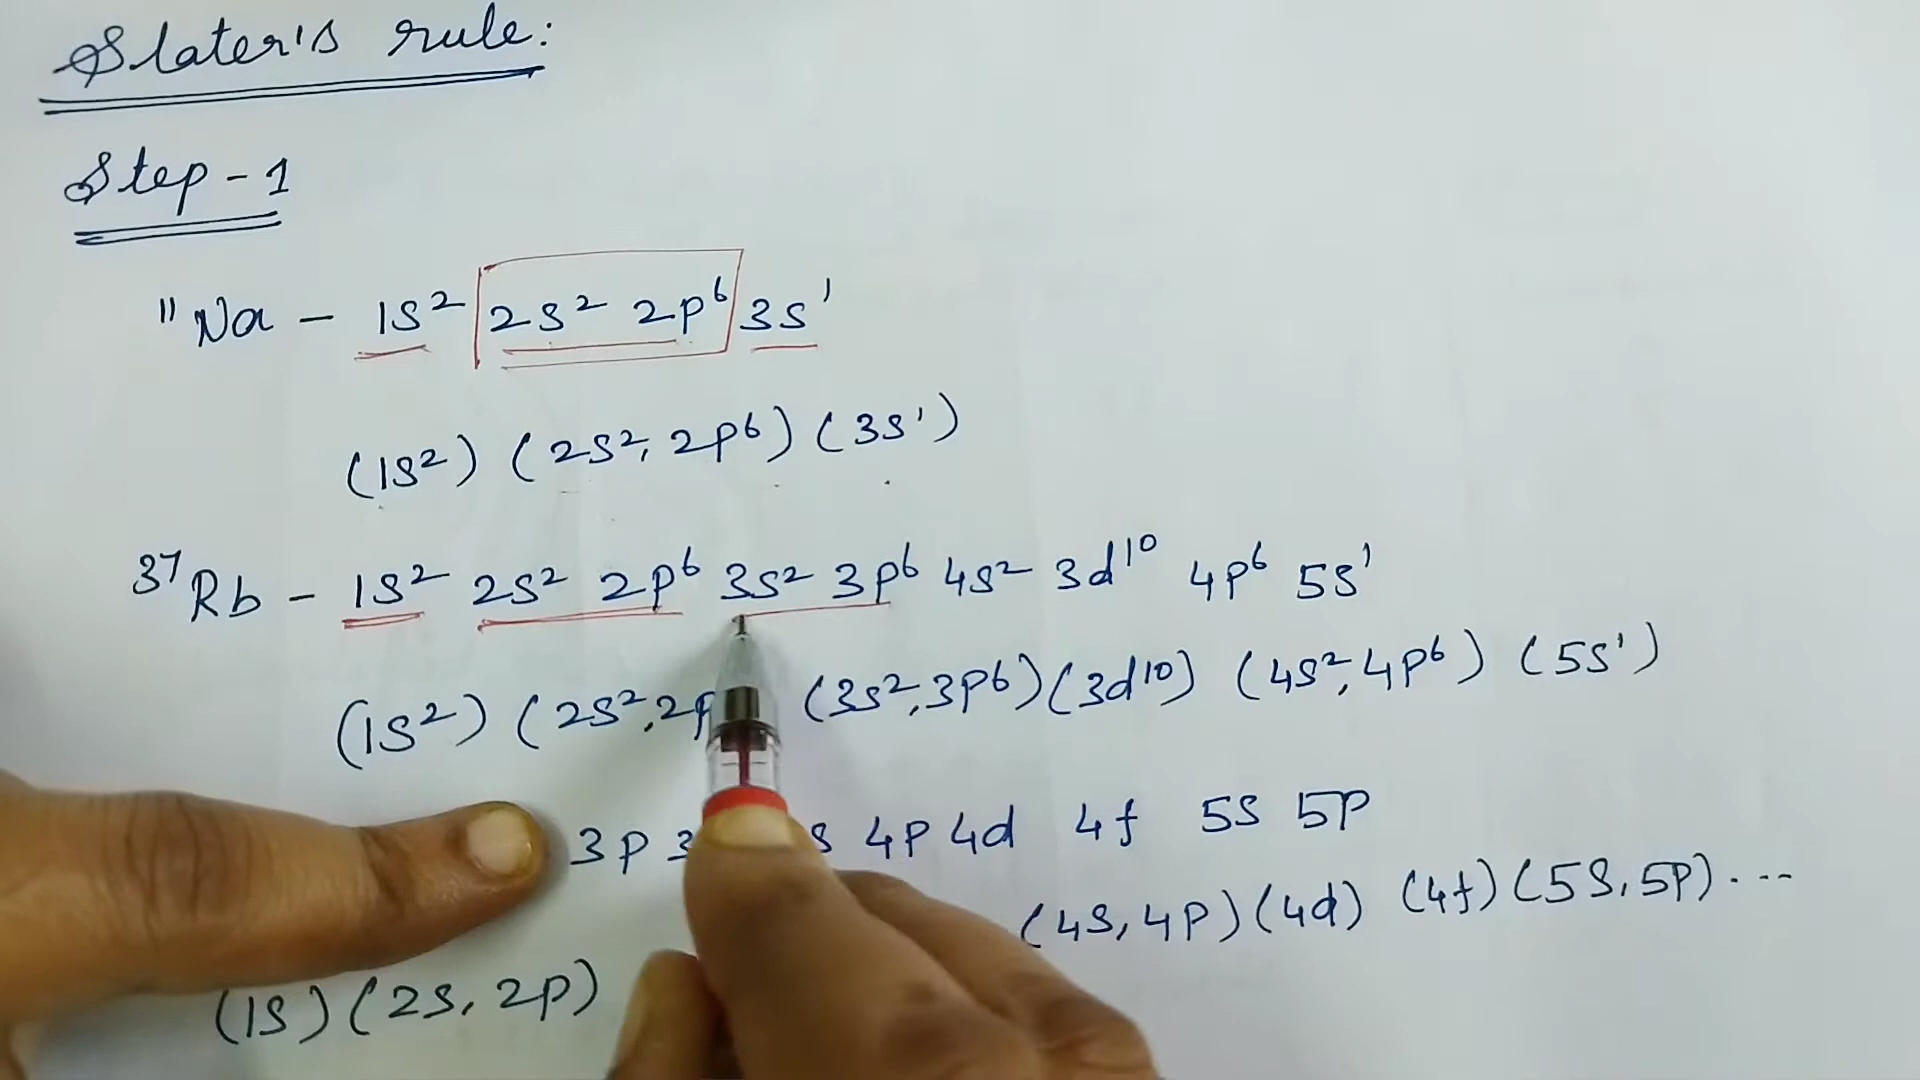 Slater's rule:
Step-1
11Na - 1s² 2s² 2p⁶ 3s¹
(1s²) (2s², 2p⁶) (3s¹)
37Rb - 1s² 2s² 2p⁶ 3s² 3p⁶ 4s² 3d¹⁰ 4p⁶ 5s¹
(1s²) (2s², 2p (3s², 3p⁶) (3d¹⁰) (4s², 4p⁶) (5s¹)
3p 3 s 4p 4d 4f 5s 5p
(1s) (2s, 2p) (4s, 4p) (4d) (4f) (5s, 5p) ....